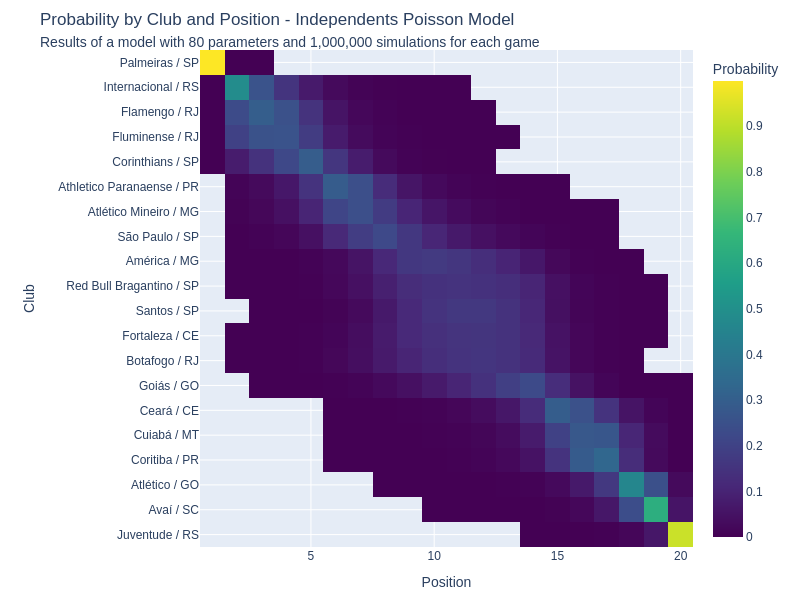 Probability by Club and Position - Independents Poisson Model
Results of a model with 80 parameters and 1,000,000 simulations for each game
Probability
Palmeiras / SP
Internacional / RS
Flamengo / RJ
Fluminense / RJ
Corinthians / SP
Athletico Paranaense / PR
Atlético Mineiro / MG
São Paulo / SP
América / MG
Red Bull Bragantino / SP
Santos / SP
Fortaleza / CE
Botafogo / RJ
Goiás / GO
Ceará / CE
Cuiabá / MT
Coritiba / PR
Atlético / GO
Avaí / SC
Juventude / RS
Club
5
10
15
20
Position
0.9
0.8
0.7
0.6
0.5
0.4
0.3
0.2
0.1
0